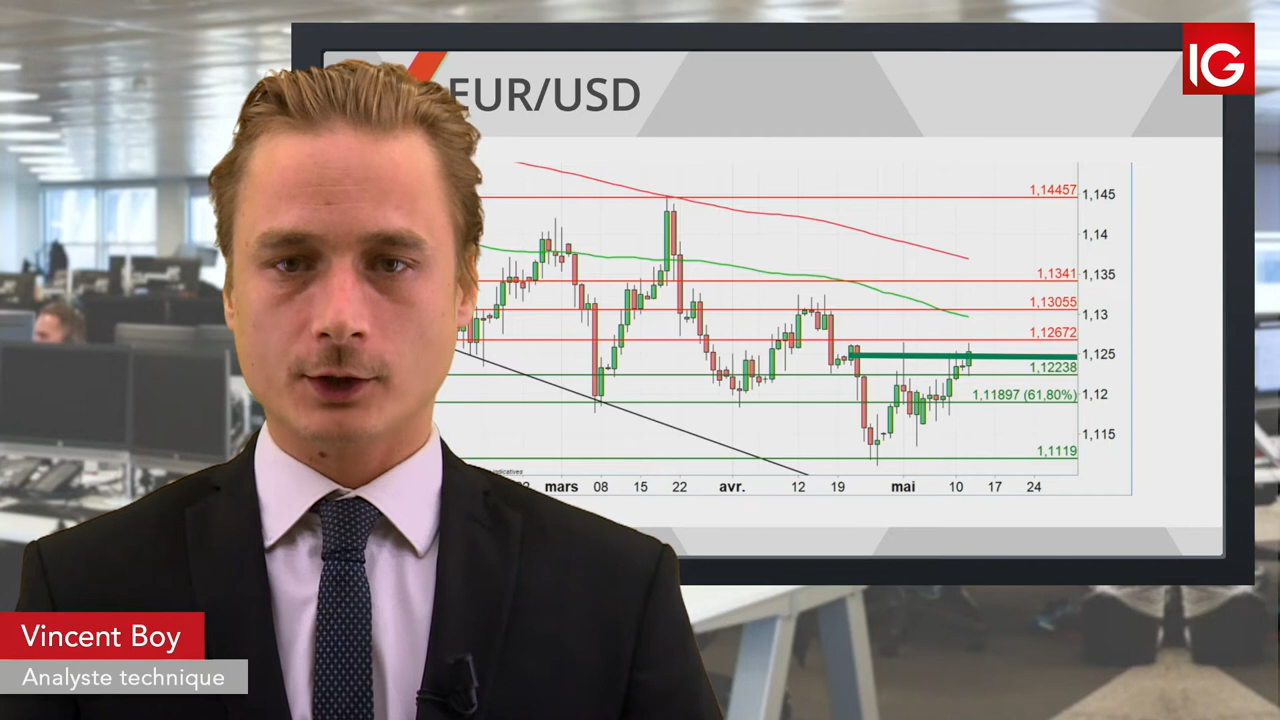 IG
EUR/USD
1,14457
1,145
1,14
1,1341
1,135
1,13055
1,13
1,12672
1,125
1,12238
1,11897 (61,80%)
1,12
1,115
1,1119
indicatives
mars 08 15 22 avr. 12 19 mai 10 17 24
Vincent Boy
Analyste technique